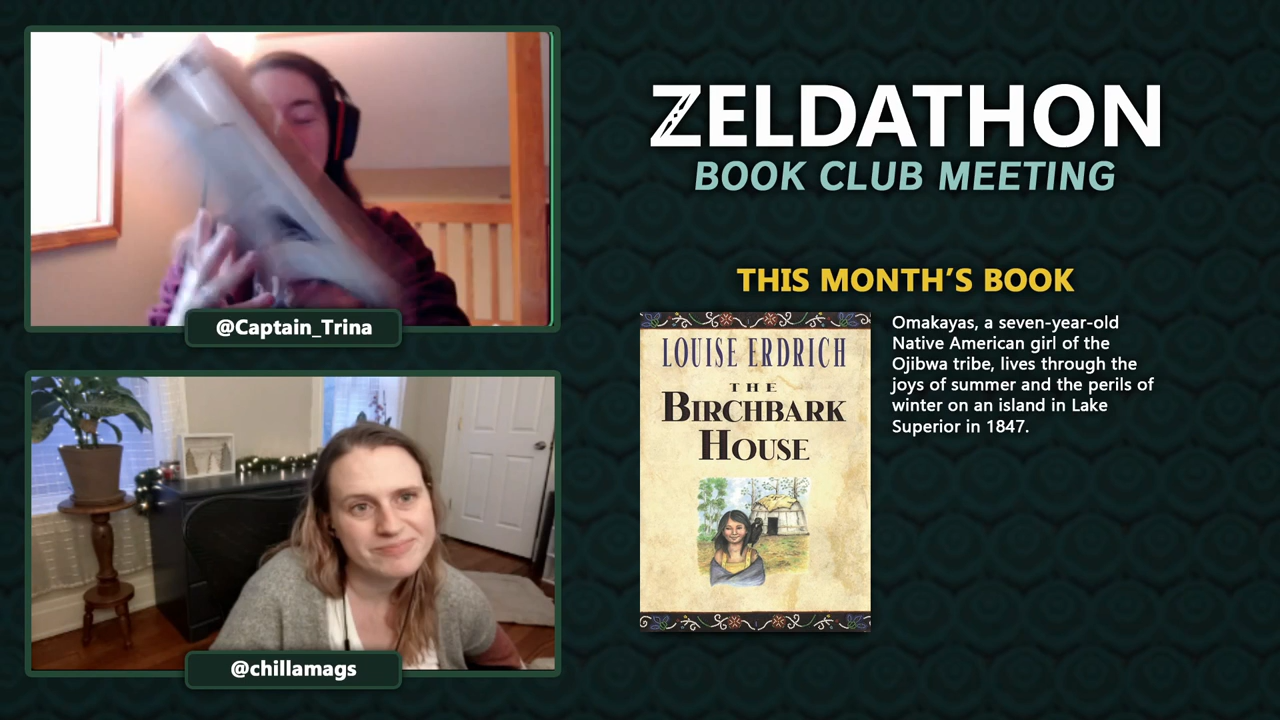 @Captain_Trina
@chillamags
ZELDATHON
BOOK CLUB MEETING
THIS MONTH'S BOOK
LOUISE ERDRICH
THE
BIRCHBARK
HOUSE
Omakayas, a seven-year-old
Native American girl of the
Ojibwa tribe, lives through the
joys of summer and the perils of
winter on an island in Lake
Superior in 1847.